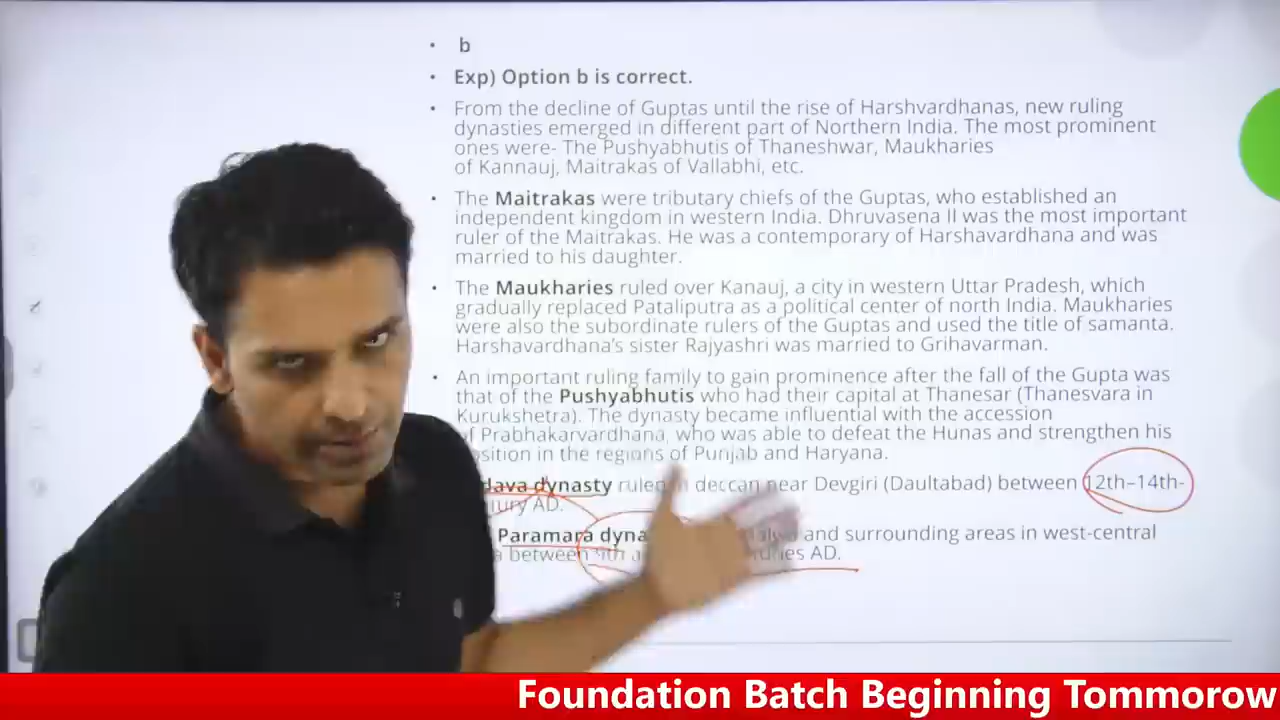 • b
• Exp) Option b is correct.
• From the decline of Guptas until the rise of Harshvardhanas, new ruling
dynasties emerged in different part of Northern India. The most prominent
ones were- The Pushyabhutis of Thaneshwar, Maukharies
of Kannauj, Maitrakas of Vallabhi, etc.
• The Maitrakas were tributary chiefs of the Guptas, who established an
independent kingdom in western India. Dhruvasena II was the most important
ruler of the Maitrakas. He was a contemporary of Harshavardhana and was
married to his daughter.
• The Maukharies ruled over Kanauj, a city in western Uttar Pradesh, which
gradually replaced Pataliputra as a political center of north India. Maukharies
were also the subordinate rulers of the Guptas and used the title of samanta.
Harshavardhana's sister Rajyashri was married to Grihavarman.
• An important ruling family to gain prominence after the fall of the Gupta was
that of the Pushyabhutis who had their capital at Thanesar (Thanesvara in
Kurukshetra). The dynasty became influential with the accession
of Prabhakarvardhana, who was able to defeat the Hunas and strengthen his
position in the regions of Punjab and Haryana.
dynasty ruled in deccan near Devgiri (Daultabad) between 12th–14th-
AD.
Paramara and surrounding areas in west-central
between AD.
Foundation Batch Beginning Tommorow